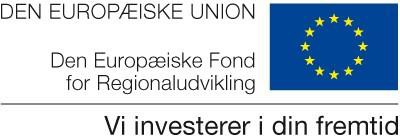 DEN EUROPÆISKE UNION
Den Europæiske Fond
for Regionaludvikling
Vi investerer i din fremtid